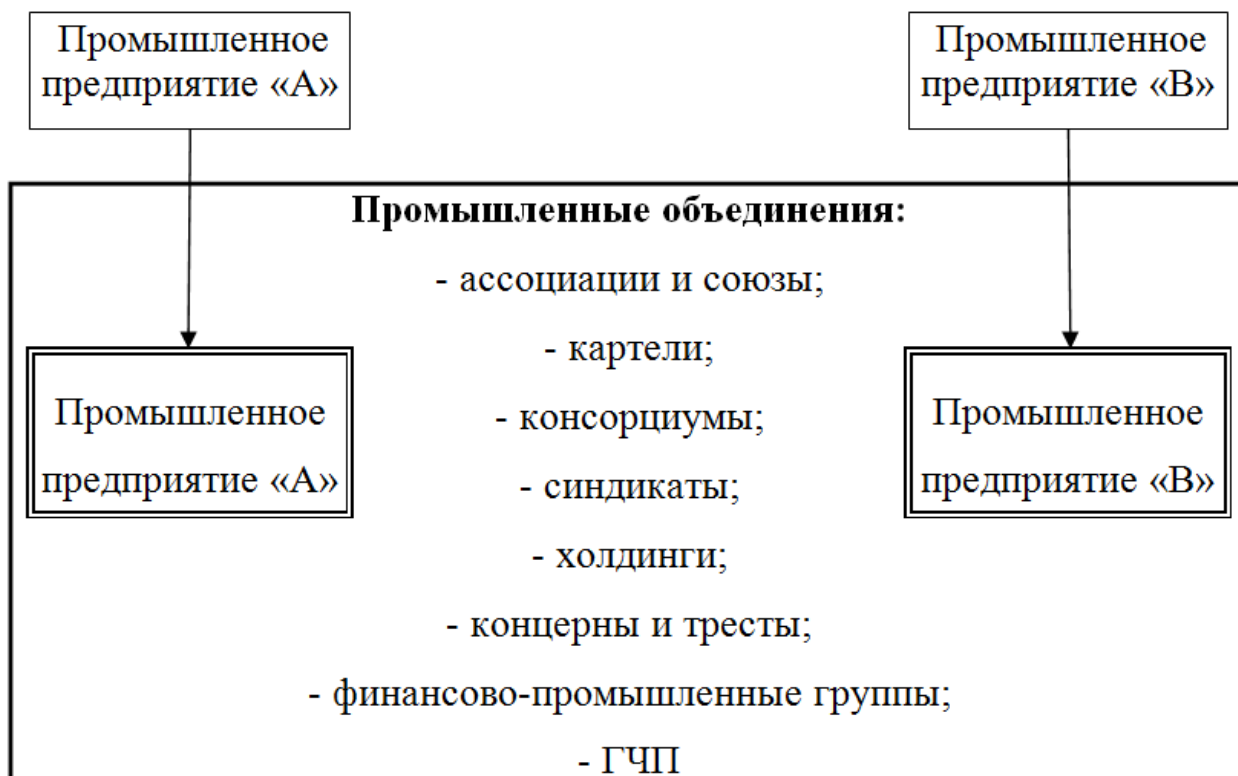 Промышленное
предприятие «А»
Промышленное
предприятие «В»
Промышленные объединения:
- ассоциации и союзы;
- картели;
- консорциумы;
- синдикаты;
- холдинги;
- концерны и тресты;
- финансово-промышленные группы;
- ГЧП
Промышленное
предприятие «А»
Промышленное
предприятие «В»